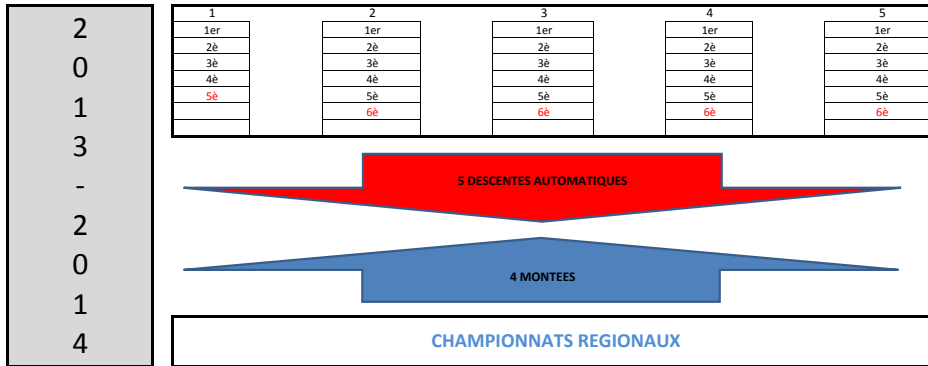 2
0
1
3
-
2
0
1
4
1 2 3 4 5
1er 1er 1er 1er 1er
2è 2è 2è 2è 2è
3è 3è 3è 3è 3è
4è 4è 4è 4è 4è
5è 5è 5è 5è 5è
6è 6è 6è 6è
5 DESCENTES AUTOMATIQUES
4 MONTEES
CHAMPIONNATS REGIONAUX